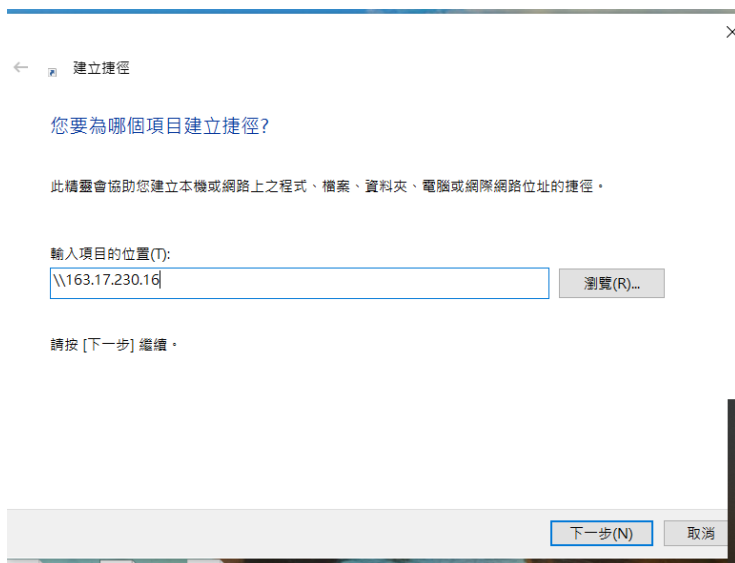 建立捷徑
您要為哪個項目建立捷徑?
此精靈會協助您建立本機或網路上之程式、檔案、資料夾、電腦或網際網路位址的捷徑。
輸入項目的位置(T):
\\163.17.230.16
瀏覽(R)...
請按 [下一步] 繼續。
下一步(N)
取消